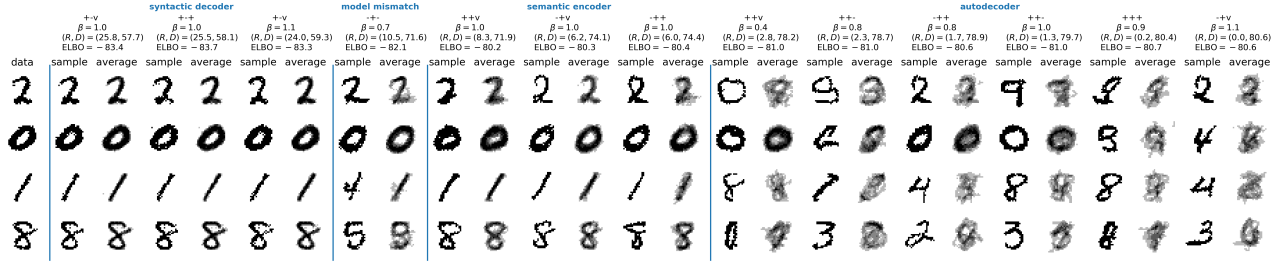 syntactic decoder model mismatch semantic encoder autodecoder
+-v +-+ +-v -+- ++v +-v -++ ++v ++- -++ ++- +++ -+v
β = 1.0 β = 1.0 β = 1.1 β = 0.7 β = 1.0 β = 1.0 β = 1.0 β = 0.4 β = 0.8 β = 0.8 β = 1.0 β = 0.9 β = 1.1
(R, D) = (25.8, 57.7) (R, D) = (25.5, 58.1) (R, D) = (24.0, 59.3) (R, D) = (10.5, 71.6) (R, D) = (8.3, 71.9) (R, D) = (6.2, 74.1) (R, D) = (6.0, 74.4) (R, D) = (2.8, 78.2) (R, D) = (2.3, 78.7) (R, D) = (1.7, 78.9) (R, D) = (1.3, 79.7) (R, D) = (0.2, 80.4) (R, D) = (0.0, 80.6)
ELBO = − 83.4 ELBO = − 83.7 ELBO = − 83.4 ELBO = − 82.1 ELBO = − 80.2 ELBO = − 80.3 ELBO = − 80.4 ELBO = − 81.0 ELBO = − 81.0 ELBO = − 80.6 ELBO = − 81.0 ELBO = − 80.7 ELBO = − 80.6
data sample average sample average sample average sample average sample average sample average sample average sample average sample average sample average sample average sample average sample average